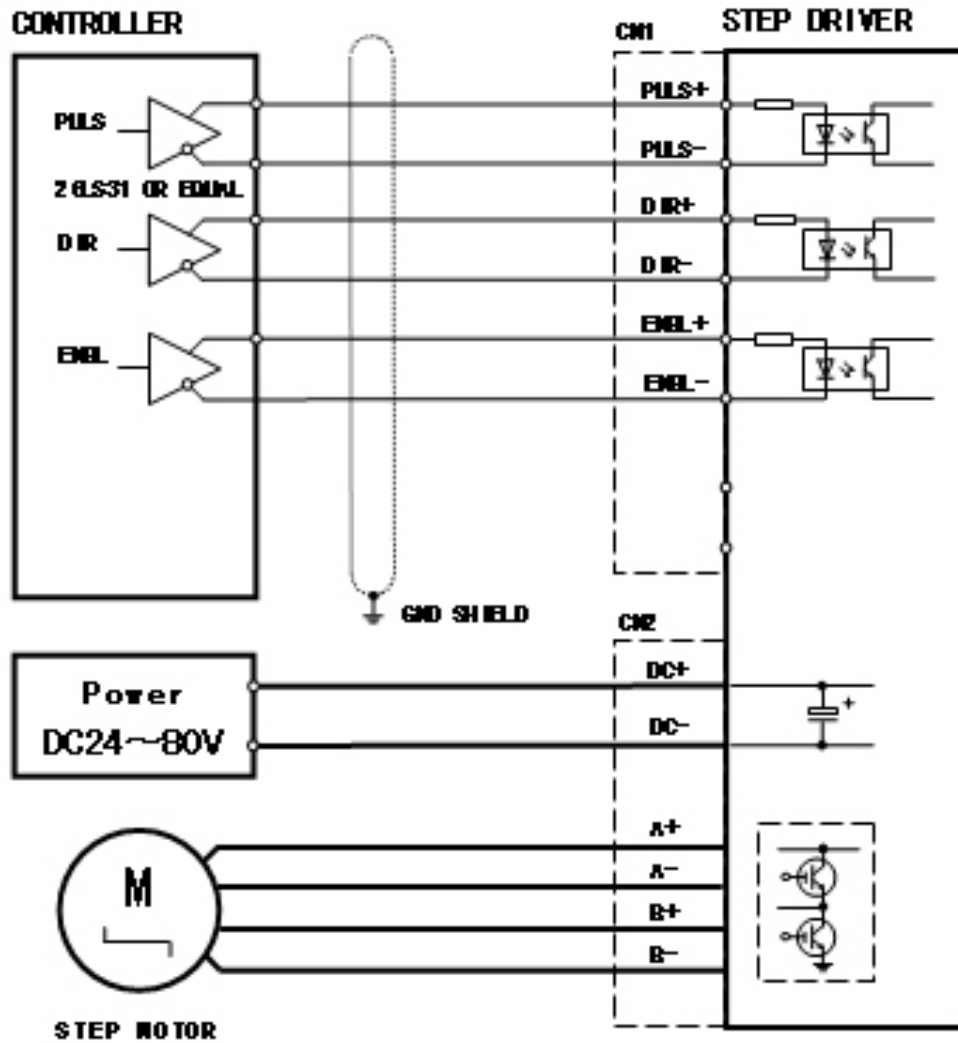 CONTROLLER
STEP DRIVER
CN1
PULS+
PULS
PULS-
26LS31 OR EQUAL
DIR+
DIR
DIR-
ENBL+
ENBL
ENBL-
GND SHIELD
CN2
DC+
Power
DC-
DC24~80V
+
A+
M
A-
B+
B-
STEP MOTOR